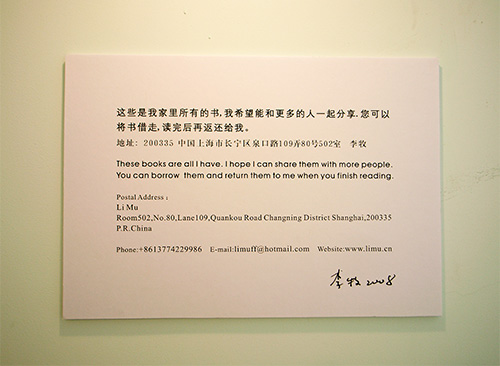 这些是我家里所有的书,我希望能和更多的人一起分享.您可以
将书借走,读完后再返还给我。
地址: 200335 中国上海市长宁区泉口路109弄80号502室 李牧
These books are all I have. I hope I can share them with more people.
You can borrow them and return them to me when you finish reading.
Postal Address :
Li Mu
Room502,No.80,Lane109,Quankou Road Changning District Shanghai,200335
P.R.China
Phone:+8613774229986 E-mail:limuff@hotmail.com Website:www.limu.cn
李牧 2008